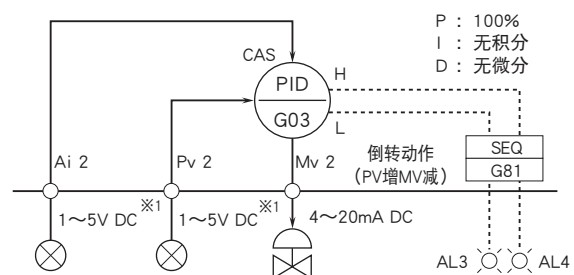 P : 100%
I : 无积分
D : 无微分
CAS
PID
G03
H
L
Ai 2
Pv 2
Mv 2
倒转动作
（PV增MV减）
SEQ
G81
1～5V DC ※1
1～5V DC ※1
4～20mA DC
AL3
AL4